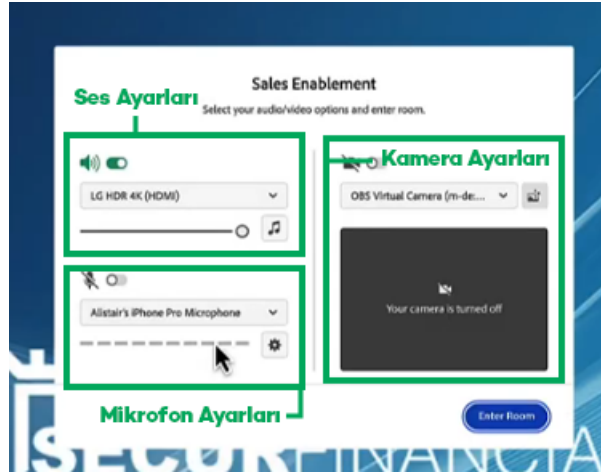 Sales Enablement
Ses Ayarları
Select your audio/video options and enter room.
Kamera Ayarları
LG HDR 4K (HDMI)
OBS Virtual Camera (m-de:...
Alistair's iPhone Pro Microphone
Your camera is turned off
Mikrofon Ayarları
Enter Room